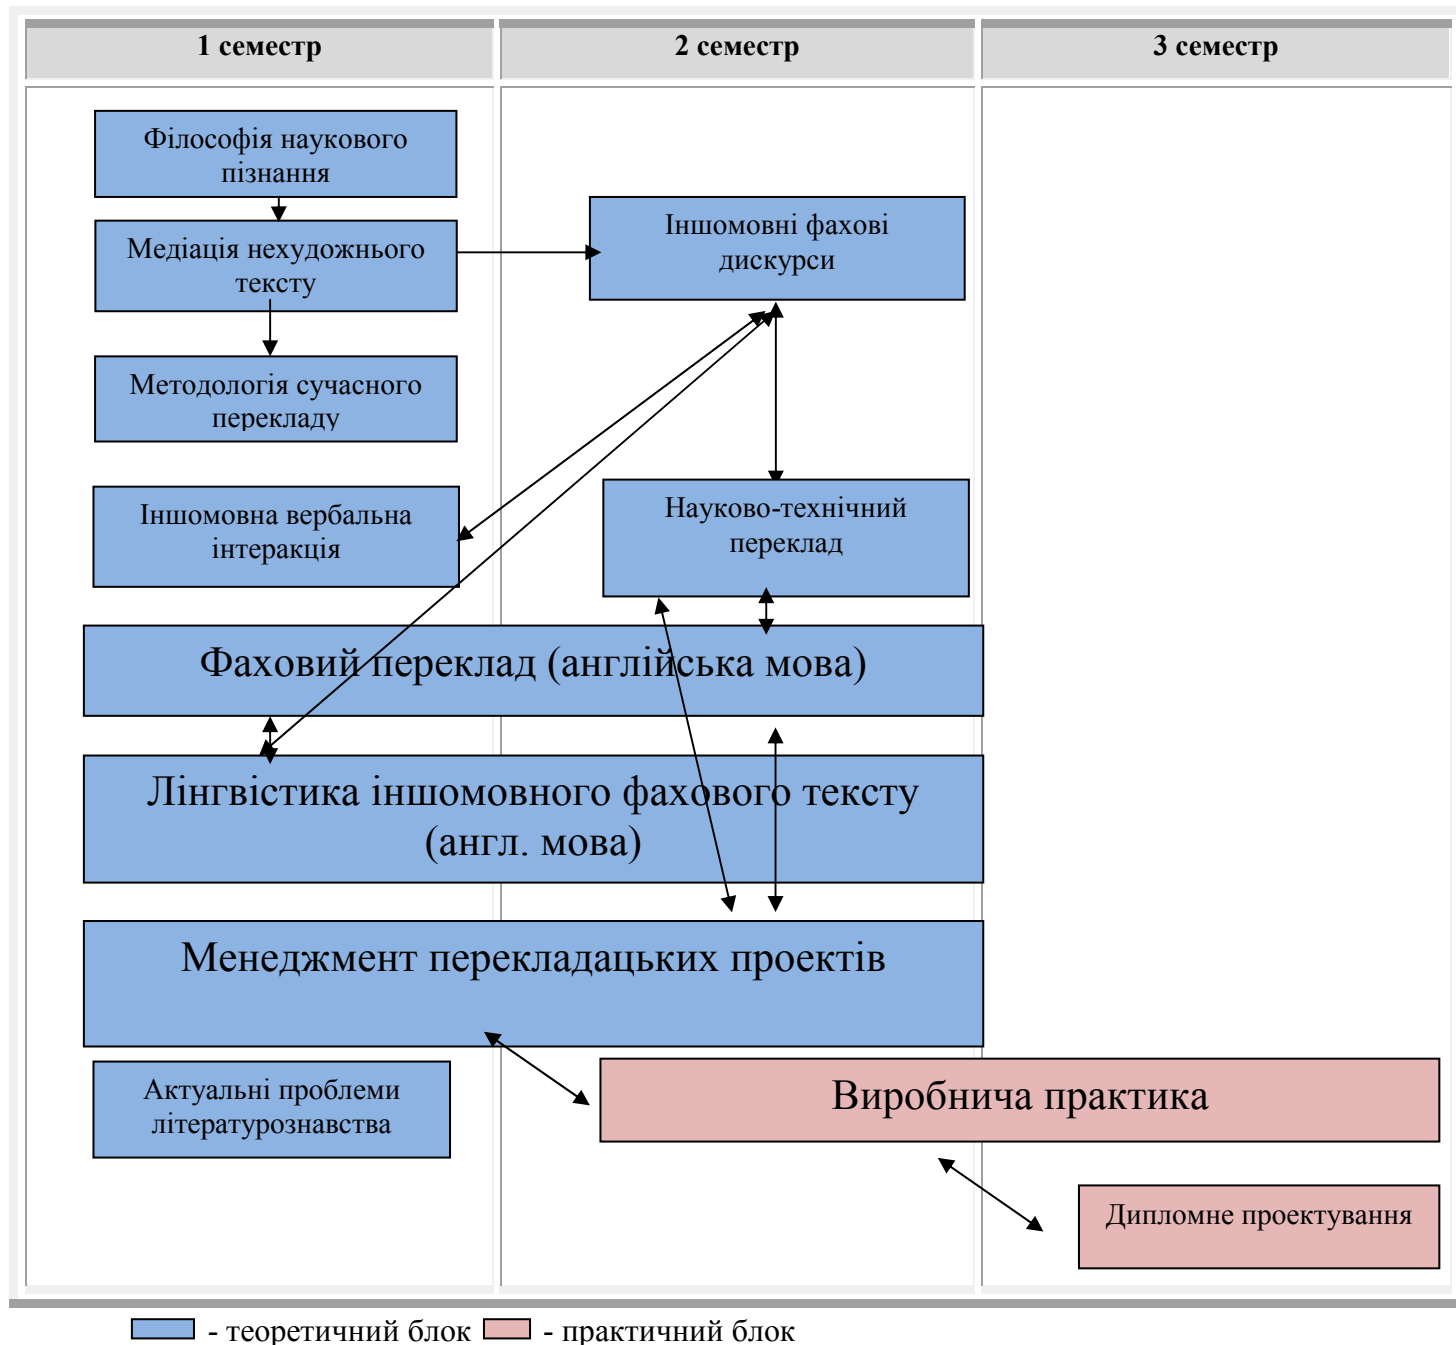 1 семестр
2 семестр
3 семестр
Філософія наукового
пізнання
Медіація нехудожнього
тексту
Іншомовні фахові
дискурси
Методологія сучасного
перекладу
Іншомовна вербальна
інтеракція
Науково-технічний
переклад
Фаховий переклад (англійська мова)
Лінгвістика іншомовного фахового тексту
(англ. мова)
Менеджмент перекладацьких проектів
Актуальні проблеми
літературознавства
Виробнича практика
Дипломне проектування
- теоретичний блок
- практичний блок